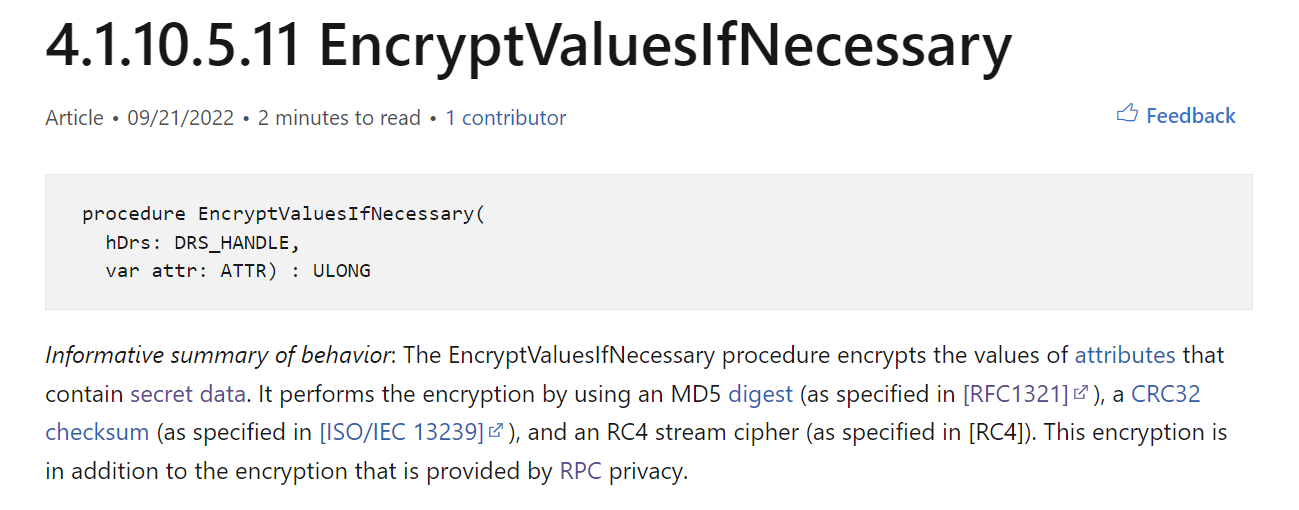 4.1.10.5.11 EncryptValuesIfNecessary
Article • 09/21/2022 • 2 minutes to read • 1 contributor
Feedback
procedure EncryptValuesIfNecessary(
hDrs: DRS_HANDLE,
var attr: ATTR) : ULONG
Informative summary of behavior: The EncryptValuesIfNecessary procedure encrypts the values of attributes that
contain secret data. It performs the encryption by using an MD5 digest (as specified in [RFC1321]), a CRC32
checksum (as specified in [ISO/IEC 13239]), and an RC4 stream cipher (as specified in [RC4]). This encryption is
in addition to the encryption that is provided by RPC privacy.